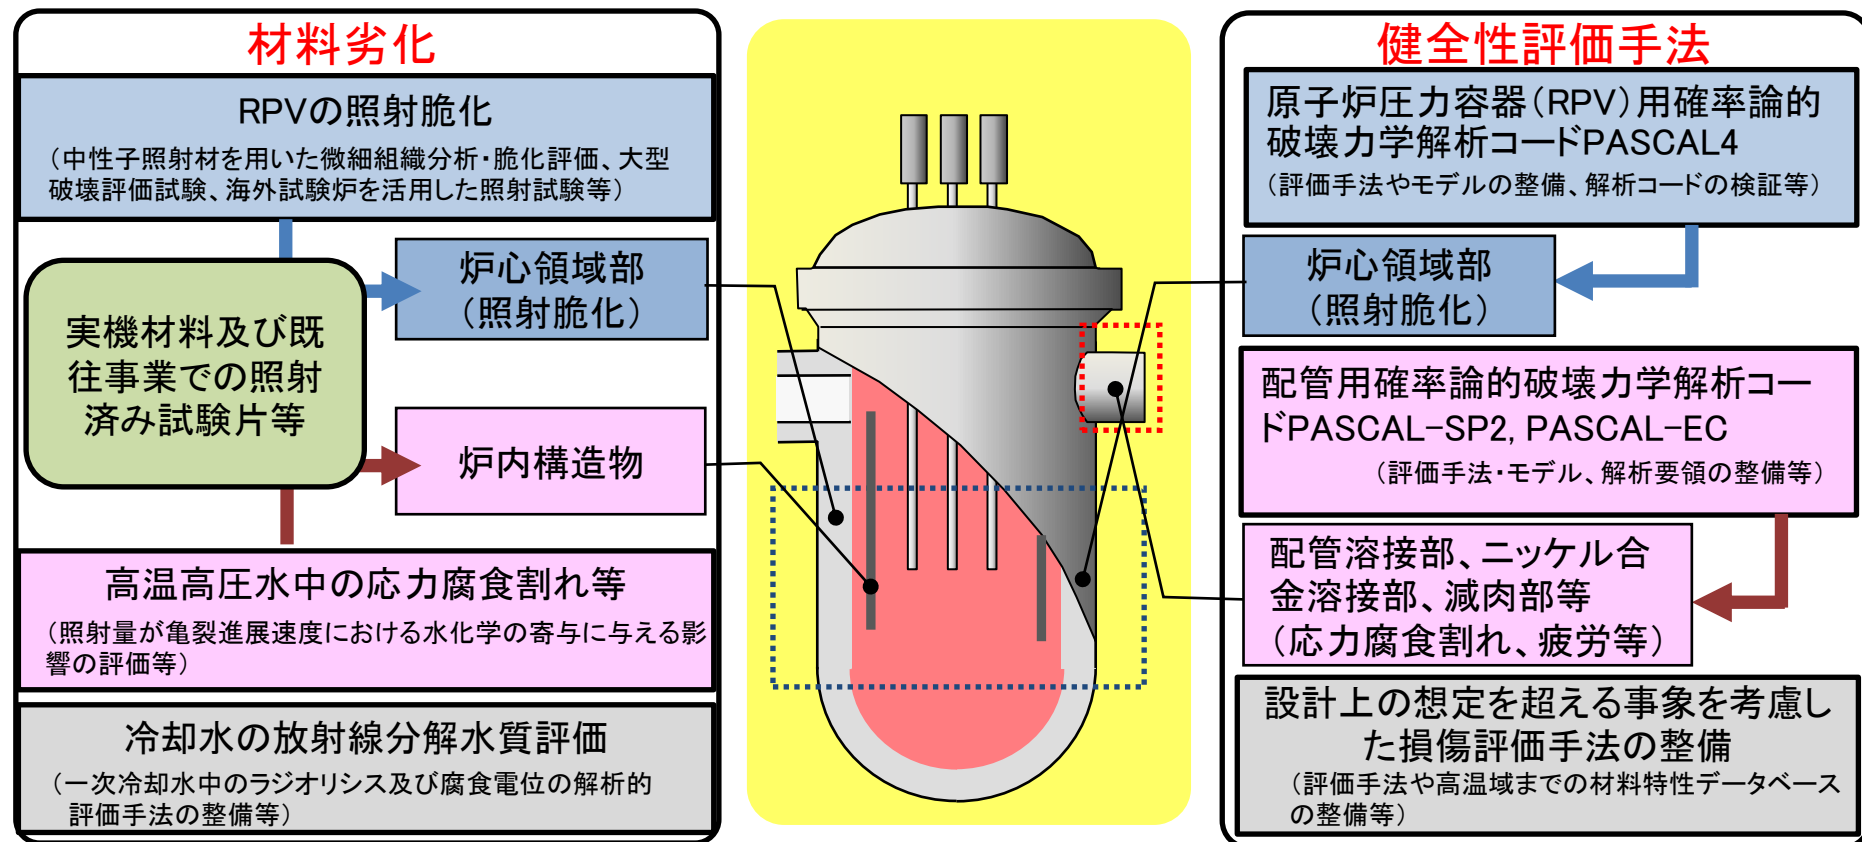 材料劣化
RPVの照射脆化
（中性子照射材を用いた微細組織分析・脆化評価、大型
破壊評価試験、海外試験炉を活用した照射試験等）
炉心領域部
（照射脆化）
実機材料及び既
往事業での照射
済み試験片等
炉内構造物
高温高圧水中の応力腐食割れ等
（照射量が亀裂進展速度における水化学の寄与に与える影
響の評価等）
冷却水の放射線分解水質評価
（一次冷却水中のラジオリシス及び腐食電位の解析的
評価手法の整備等）
健全性評価手法
原子炉圧力容器（RPV）用確率論的
破壊力学解析コードPASCAL4
（評価手法やモデルの整備、解析コードの検証等）
炉心領域部
（照射脆化）
配管用確率論的破壊力学解析コー
ドPASCAL-SP2, PASCAL-EC
（評価手法・モデル、解析要領の整備等）
配管溶接部、ニッケル合
金溶接部、減肉部等
（応力腐食割れ、疲労等）
設計上の想定を超える事象を考慮し
た損傷評価手法の整備
（評価手法や高温域までの材料特性データベース
の整備等）